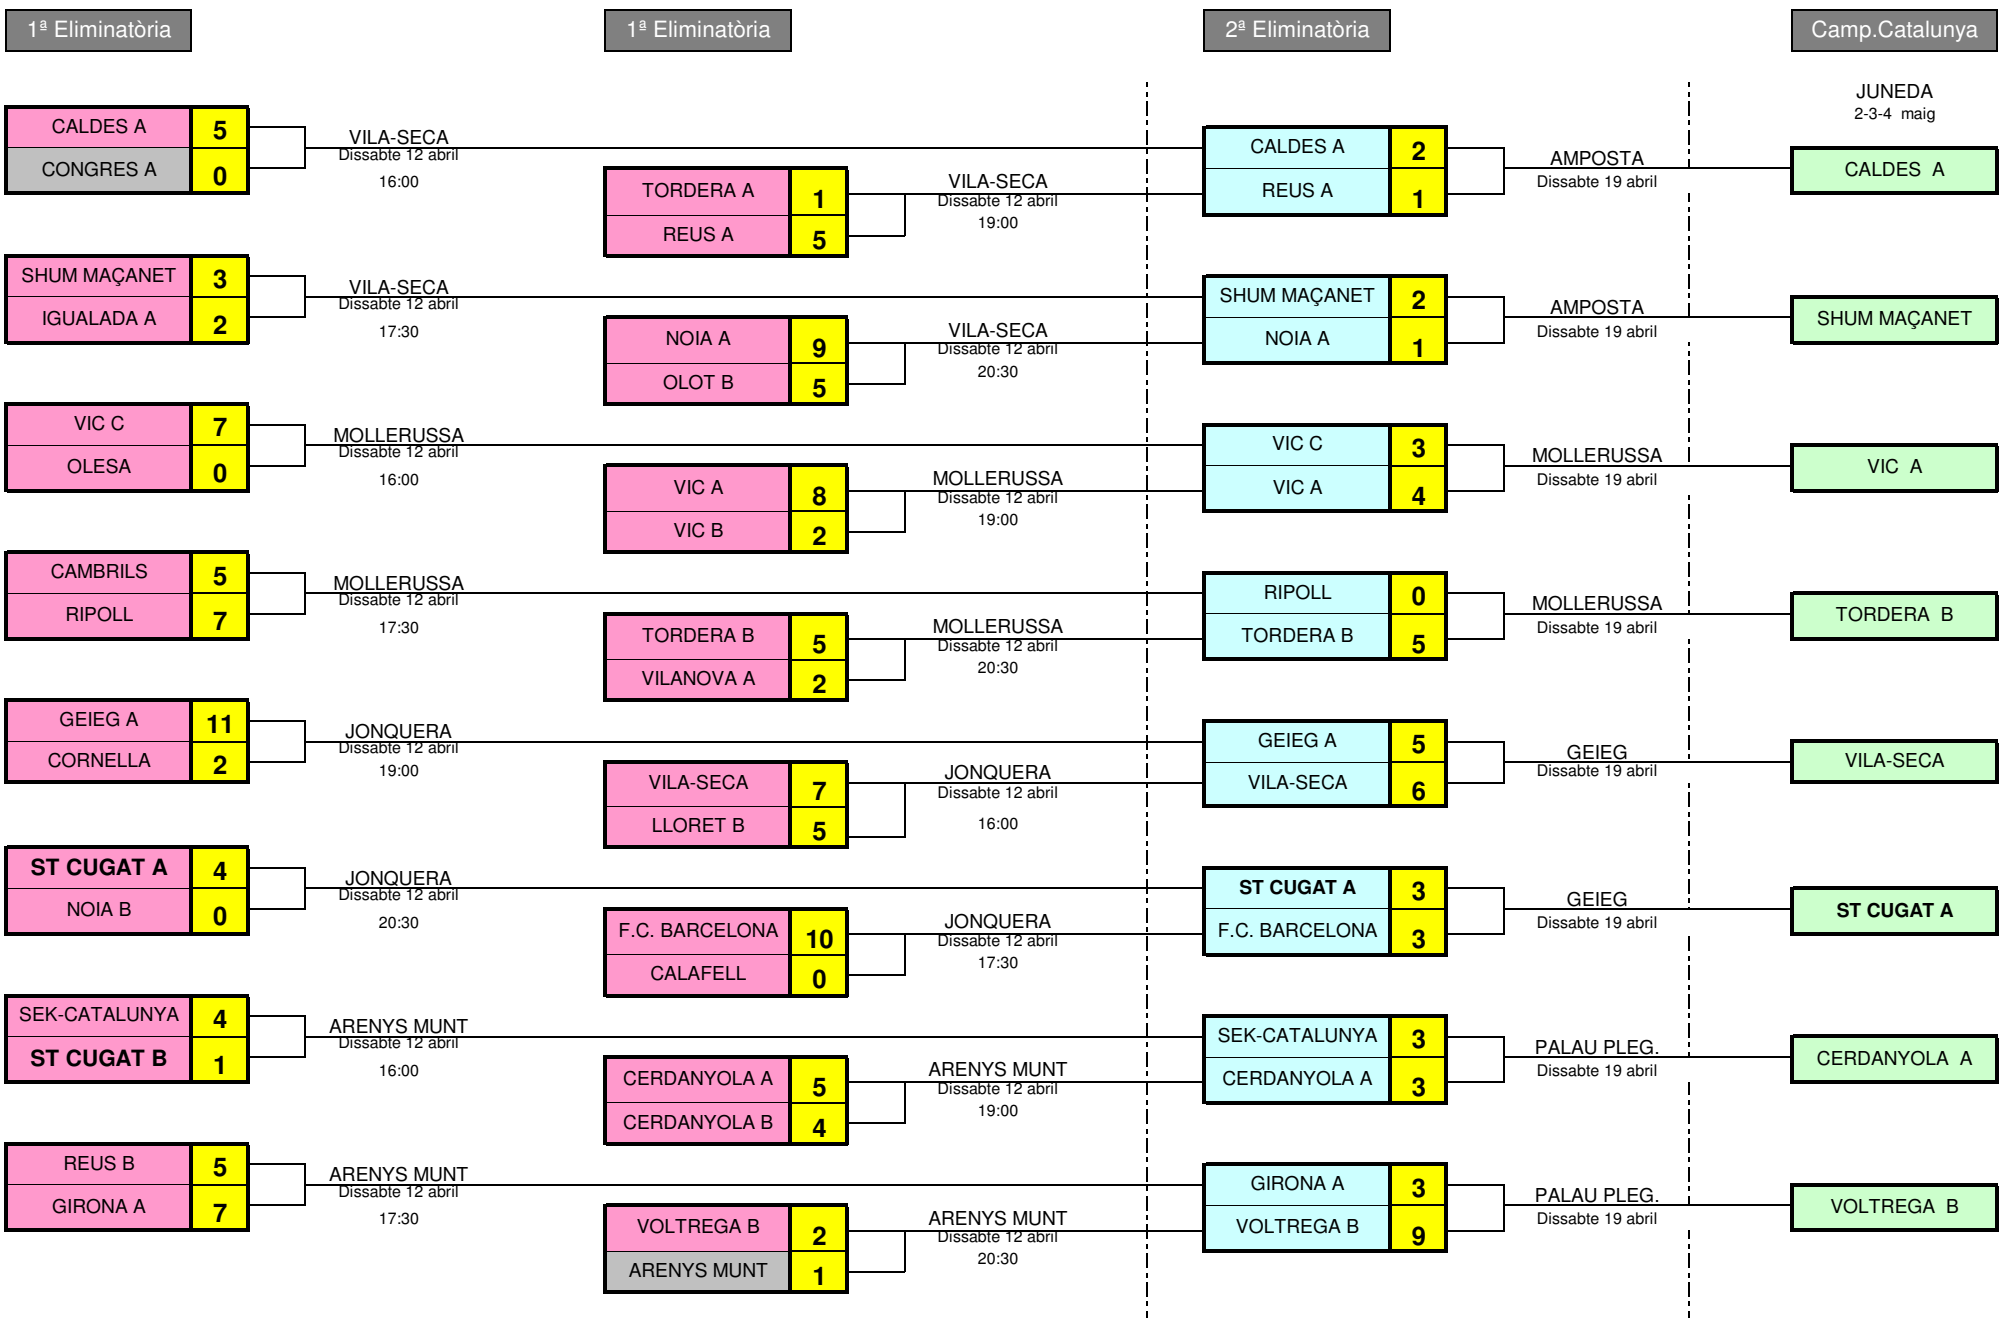 1ª Eliminatòria
1ª Eliminatòria
2ª Eliminatòria
Camp.Catalunya
JUNEDA
2-3-4 maig
CALDES A 5
CONGRES A 0
VILA-SECA
Dissabte 12 abril
16:00
SHUM MAÇANET 3
IGUALADA A 2
VILA-SECA
Dissabte 12 abril
17:30
VIC C 7
OLESA 0
MOLLERUSSA
Dissabte 12 abril
16:00
CAMBRILS 5
RIPOLL 7
MOLLERUSSA
Dissabte 12 abril
17:30
GEIEG A 11
CORNELLA 2
JONQUERA
Dissabte 12 abril
19:00
ST CUGAT A 4
NOIA B 0
JONQUERA
Dissabte 12 abril
20:30
SEK-CATALUNYA 4
ST CUGAT B 1
ARENYS MUNT
Dissabte 12 abril
16:00
REUS B 5
GIRONA A 7
ARENYS MUNT
Dissabte 12 abril
17:30
TORDERA A 1
REUS A 5
VILA-SECA
Dissabte 12 abril
19:00
NOIA A 9
OLOT B 5
VILA-SECA
Dissabte 12 abril
20:30
VIC A 8
VIC B 2
MOLLERUSSA
Dissabte 12 abril
19:00
TORDERA B 5
VILANOVA A 2
MOLLERUSSA
Dissabte 12 abril
20:30
VILA-SECA 7
LLORET B 5
JONQUERA
Dissabte 12 abril
16:00
F.C. BARCELONA 10
CALAFELL 0
JONQUERA
Dissabte 12 abril
17:30
CERDANYOLA A 5
CERDANYOLA B 4
ARENYS MUNT
Dissabte 12 abril
19:00
VOLTREGA B 2
ARENYS MUNT 1
ARENYS MUNT
Dissabte 12 abril
20:30
CALDES A 2
REUS A 1
AMPOSTA
Dissabte 19 abril
SHUM MAÇANET 2
NOIA A 1
AMPOSTA
Dissabte 19 abril
VIC C 3
VIC A 4
MOLLERUSSA
Dissabte 19 abril
RIPOLL 0
TORDERA B 5
MOLLERUSSA
Dissabte 19 abril
GEIEG A 5
VILA-SECA 6
GEIEG
Dissabte 19 abril
ST CUGAT A 3
F.C. BARCELONA 3
GEIEG
Dissabte 19 abril
SEK-CATALUNYA 3
CERDANYOLA A 3
PALAU PLEG.
Dissabte 19 abril
GIRONA A 3
VOLTREGA B 9
PALAU PLEG.
Dissabte 19 abril
CALDES A
SHUM MAÇANET
VIC A
TORDERA B
VILA-SECA
ST CUGAT A
CERDANYOLA A
VOLTREGA B